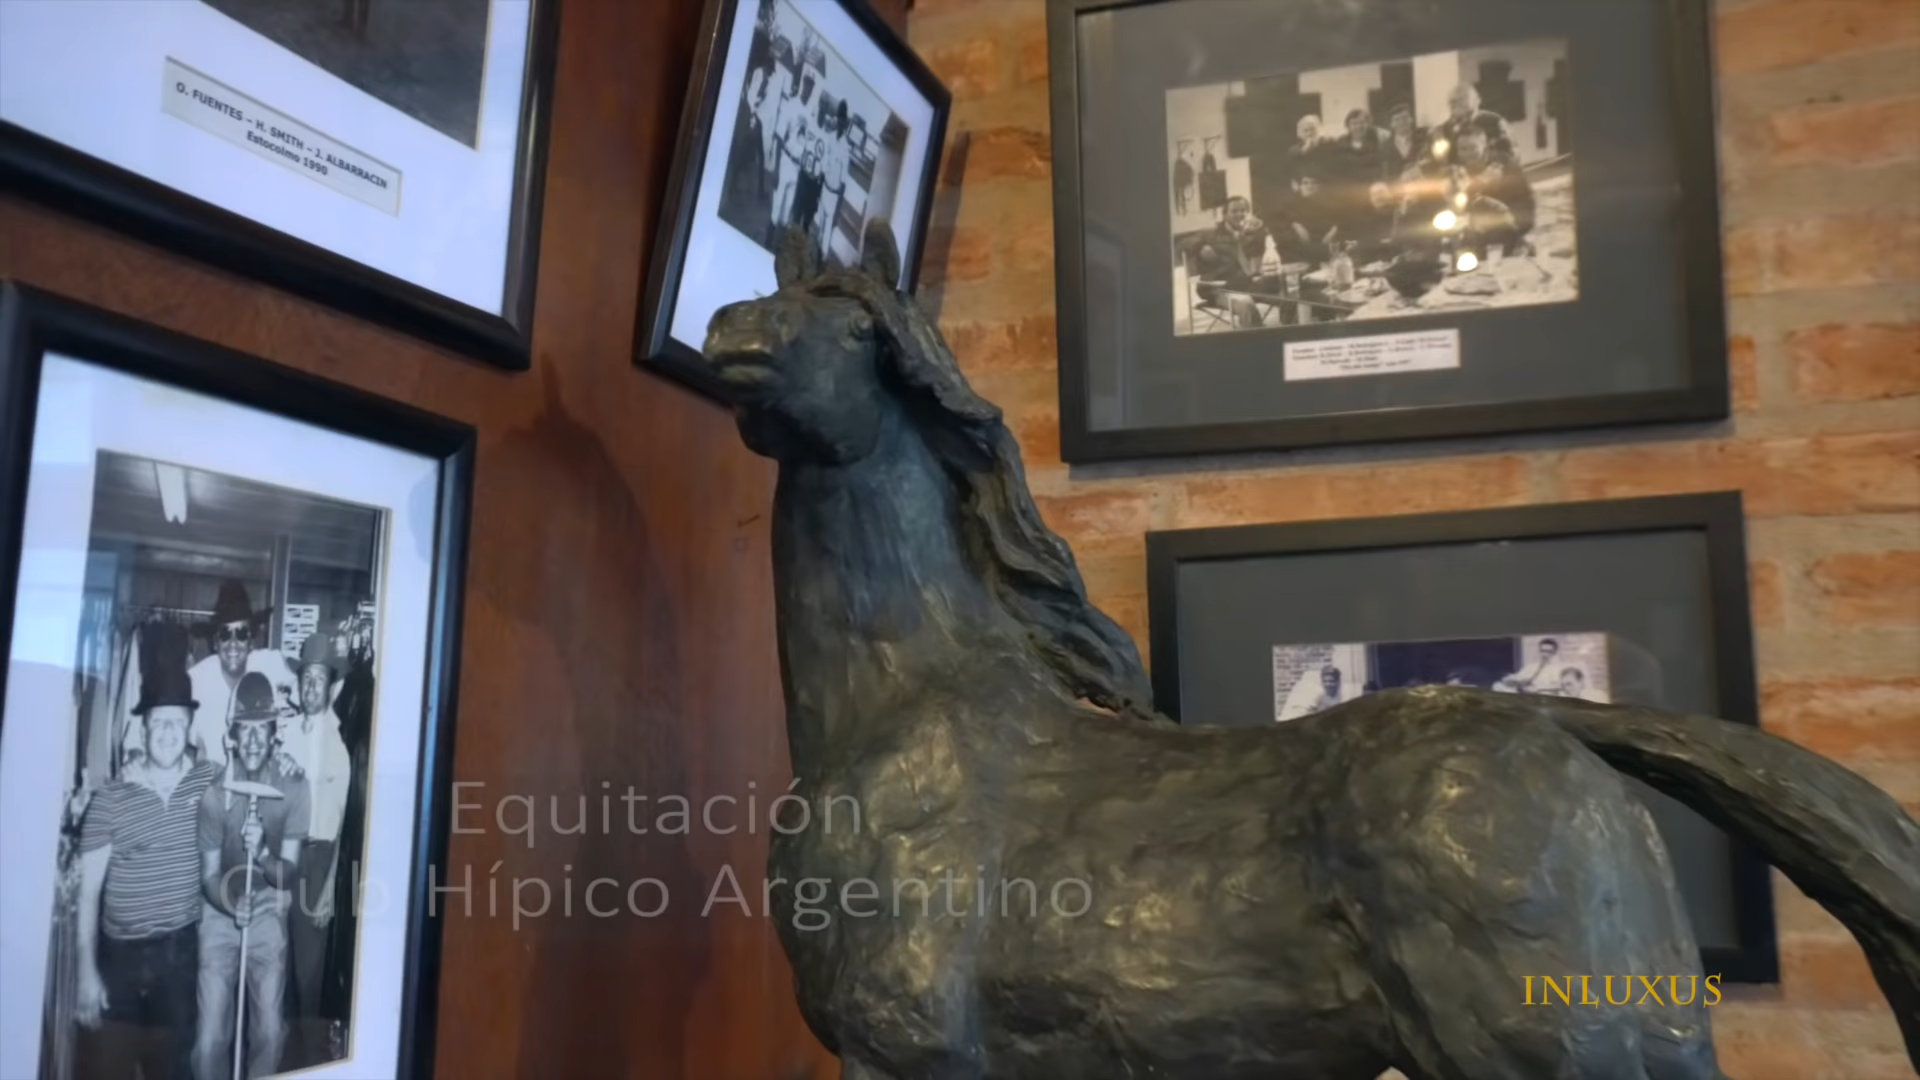 O. FUENTES – H. SMITH – J. ALBARRACIN
Estocolmo 1990
Equitación
Club Hípico Argentino
INLUXUS